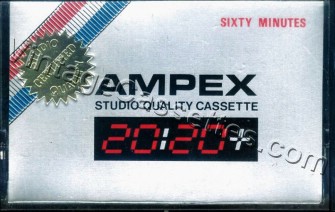 SIXTY MINUTES
AMPEX
STUDIO QUALITY CASSETTE
20:20+